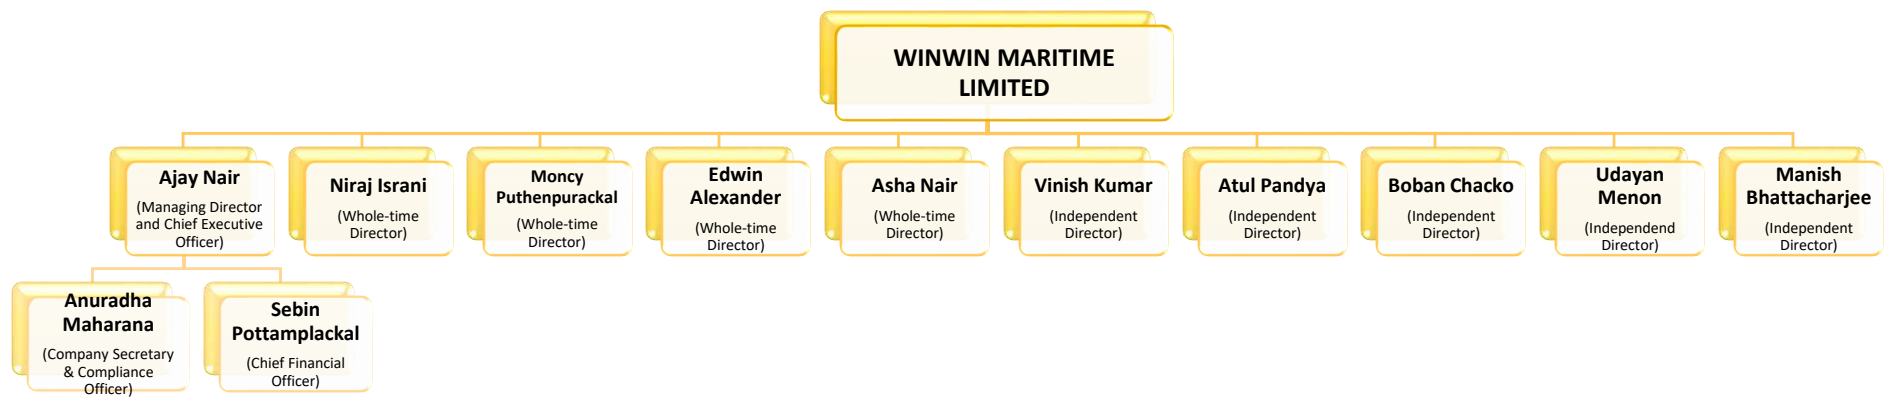 WINWIN MARITIME
LIMITED
Ajay Nair
(Managing Director
and Chief Executive
Officer)
Niraj Israni
(Whole-time
Director)
Moncy
Puthenpurackal
(Whole-time
Director)
Edwin
Alexander
(Whole-time
Director)
Asha Nair
(Whole-time
Director)
Vinish Kumar
(Independent
Director)
Atul Pandya
(Independent
Director)
Boban Chacko
(Independent
Director)
Udayan
Menon
(Independend
Director)
Manish
Bhattacharjee
(Independent
Director)
Anuradha
Maharana
(Company Secretary
& Compliance
Officer)
Sebin
Pottamplackal
(Chief Financial
Officer)